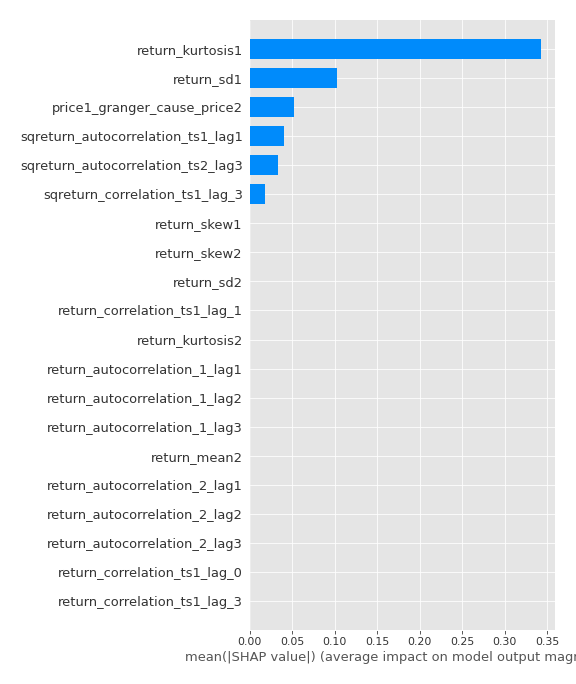 return_kurtosis1
return_sd1
price1_granger_cause_price2
sqreturn_autocorrelation_ts1_lag1
sqreturn_autocorrelation_ts2_lag3
sqreturn_correlation_ts1_lag_3
return_skew1
return_skew2
return_sd2
return_correlation_ts1_lag_1
return_kurtosis2
return_autocorrelation_1_lag1
return_autocorrelation_1_lag2
return_autocorrelation_1_lag3
return_mean2
return_autocorrelation_2_lag1
return_autocorrelation_2_lag2
return_autocorrelation_2_lag3
return_correlation_ts1_lag_0
return_correlation_ts1_lag_3
0.00 0.05 0.10 0.15 0.20 0.25 0.30 0.35
mean(|SHAP value|) (average impact on model output magn